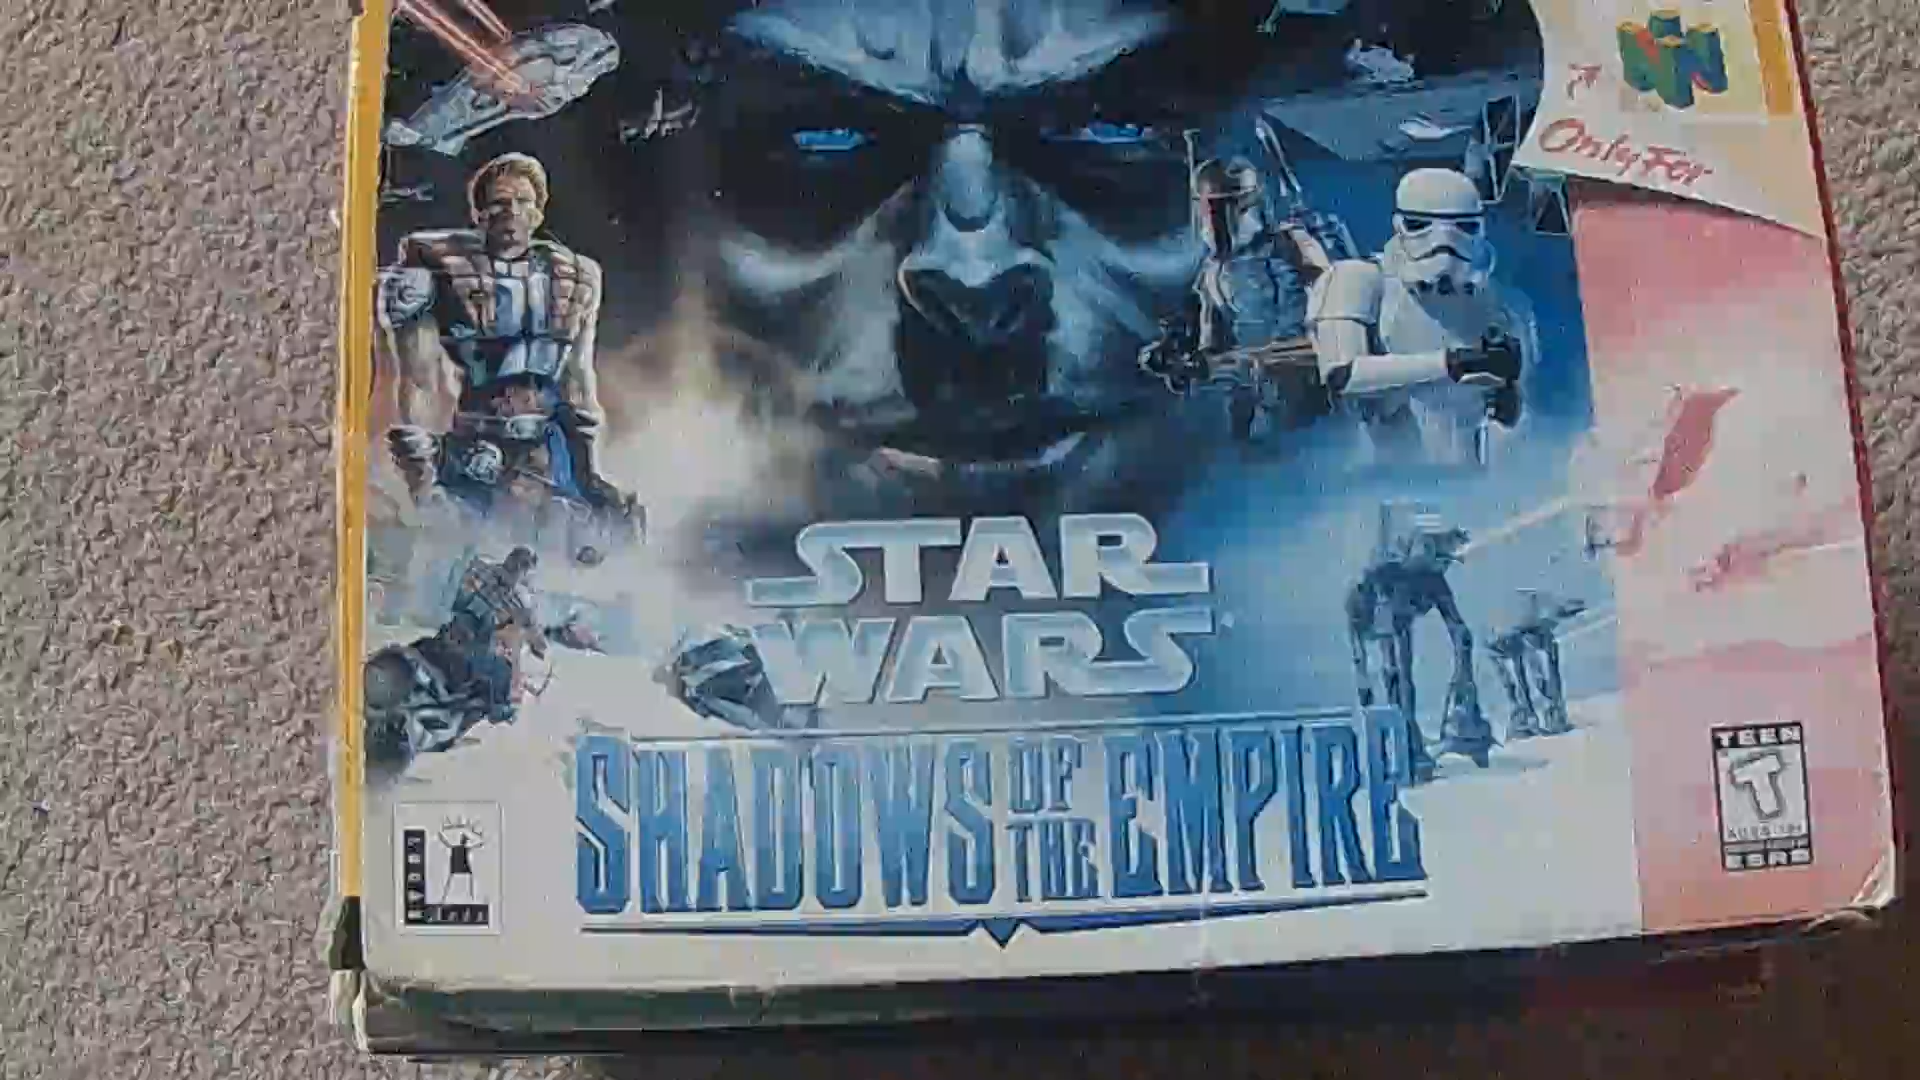 Only For
STAR
WARS
SHADOWS OF THE EMPIRE
TEEN
T
ESRB